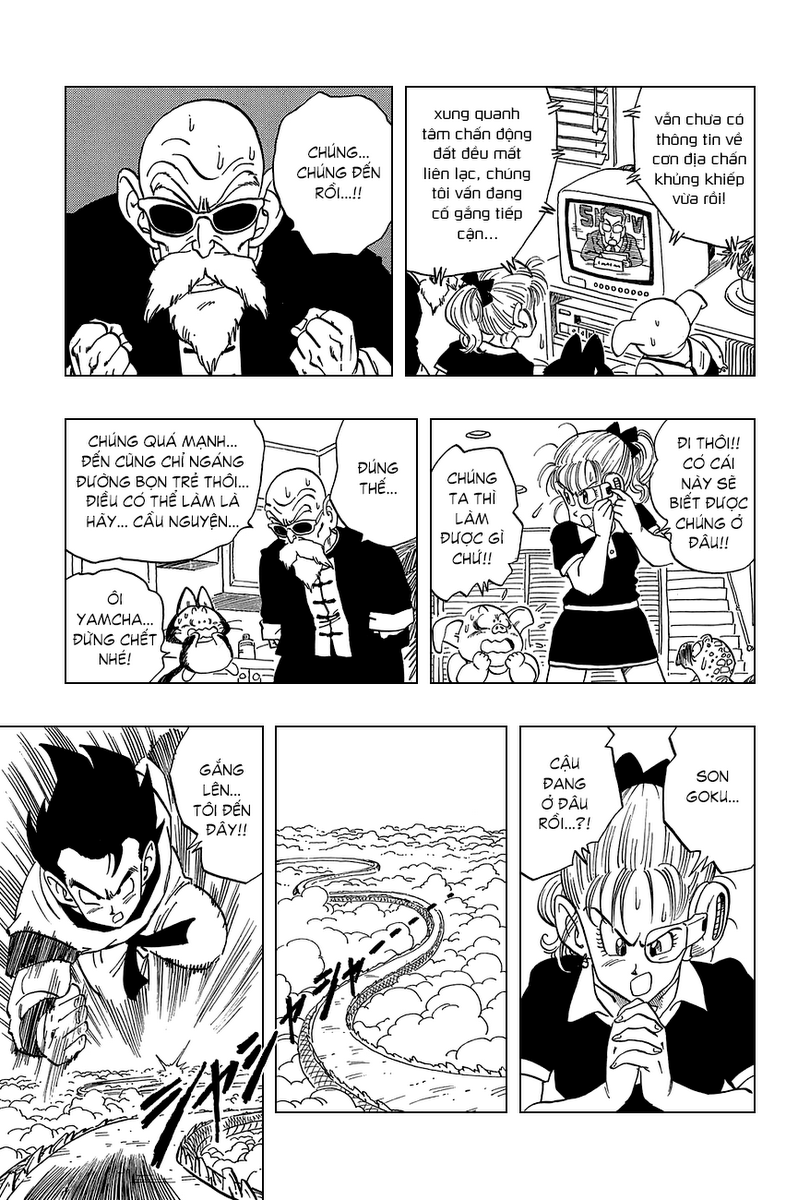 vẫn chưa có
thông tin về
cơn địa chấn
khủng khiếp
vừa rồi!
xung quanh
tâm chấn động
đất đều mất
liên lạc, chúng
tôi vấn đang
cố gắng tiếp
cận...
CHÚNG...
CHÚNG ĐẾN
RỒI...!!
ĐI THÔI!!
CÓ CÁI
NÀY SẼ
BIẾT ĐƯỢC
CHÚNG Ở
ĐÂU!!
CHÚNG
TA THÌ
LÀM
ĐƯỢC GÌ
CHỨ!!
ĐÚNG
THẾ...
CHÚNG QUÁ MẠNH...
ĐẾN CŨNG CHỈ NGÁNG
ĐƯỜNG BỌN TRẺ THÔI...
ĐIỀU CÓ THỂ LÀM LÀ
HÃY... CẦU NGUYỆN...
ÔI
YAMCHA...
ĐỪNG CHẾT
NHÉ!
SON
GOKU...
CẬU
ĐANG
Ở ĐÂU
RỒI...?!
GẮNG
LÊN...
TÔI ĐẾN
ĐÂY!!